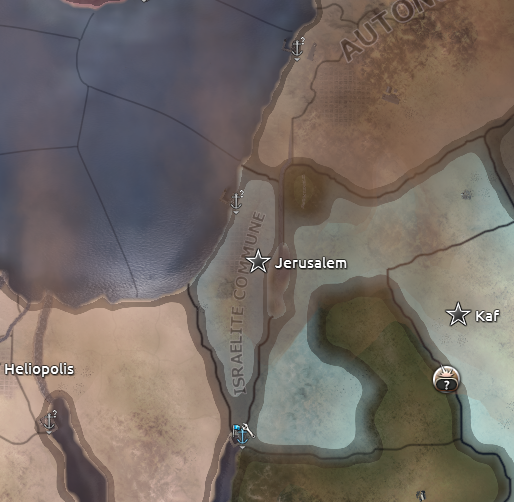 AUTON
ISRAELITE COMMUNE
Jerusalem
Kaf
?
Heliopolis
?
?
?